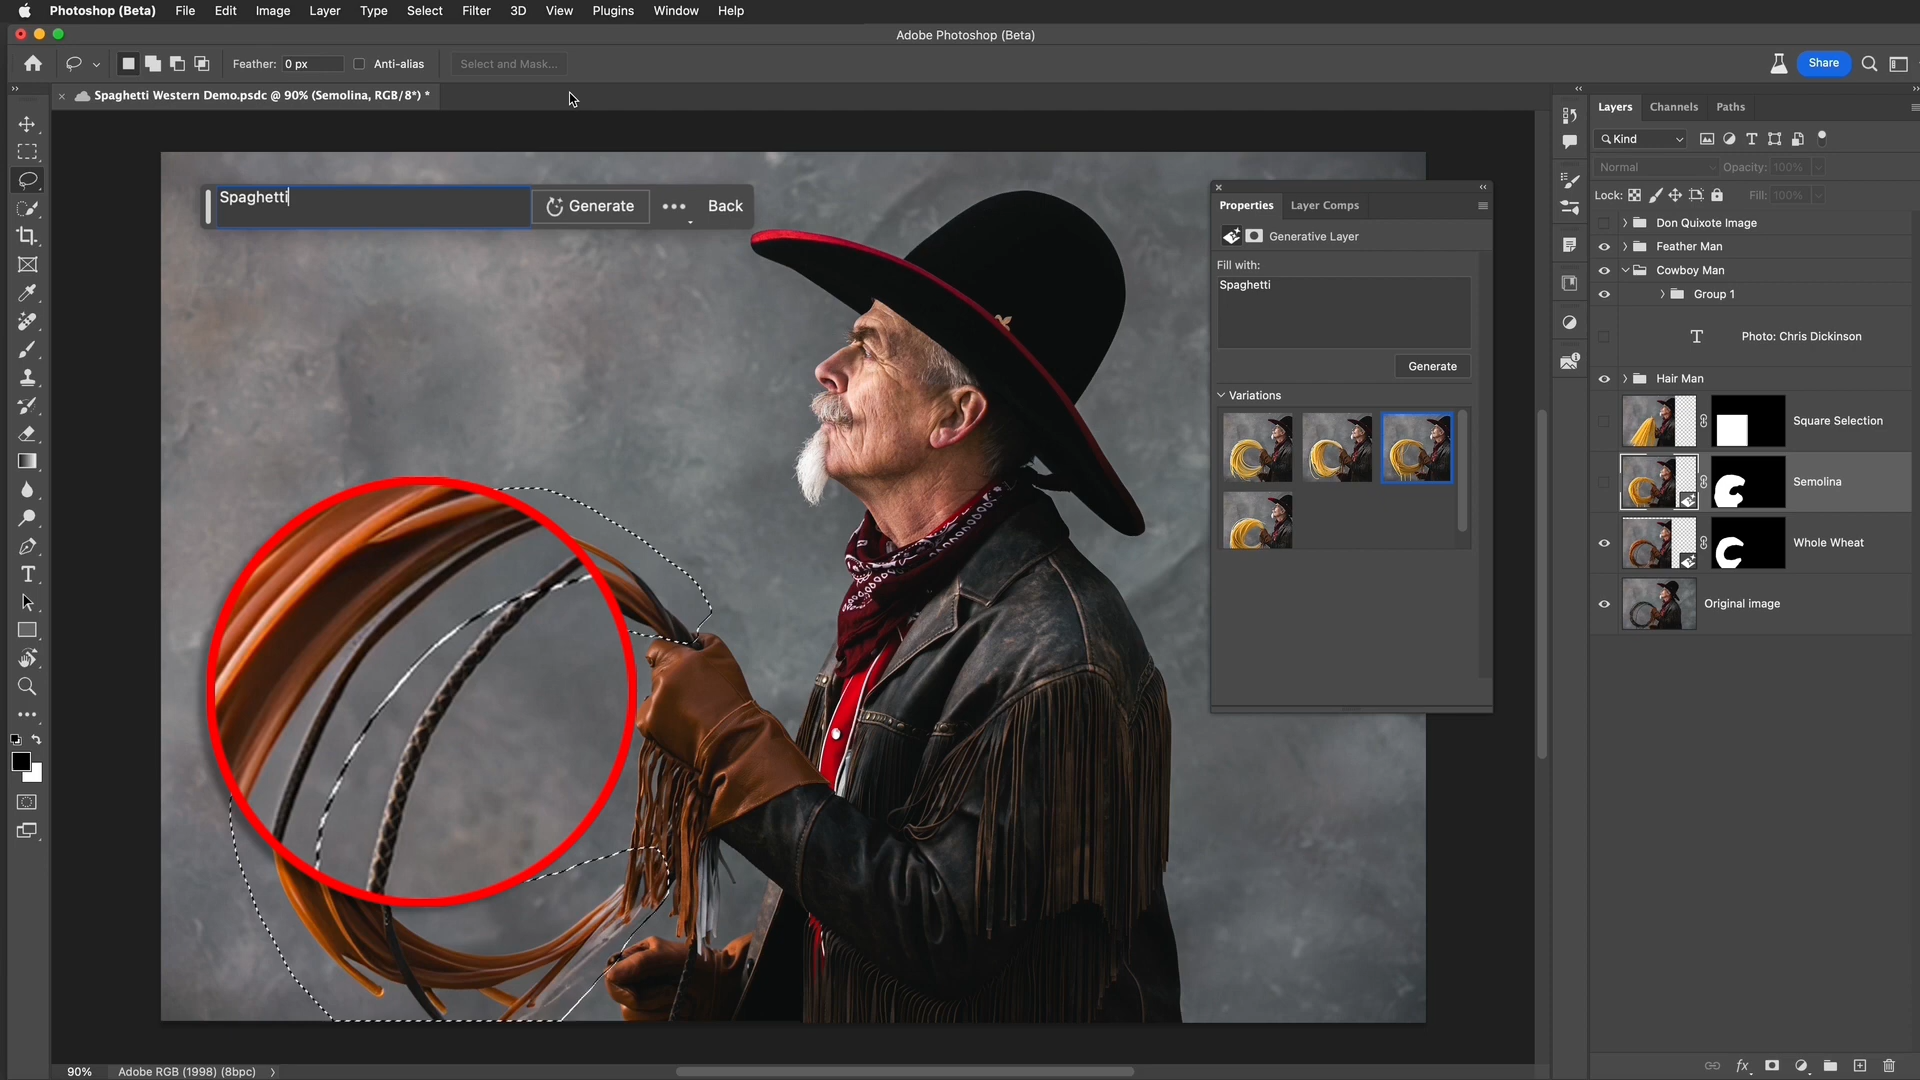 Photoshop (Beta) File Edit Image Layer Type Select Filter 3D View Plugins Window Help
Adobe Photoshop (Beta)
Feather: 0 px Anti-alias Select and Mask... Share
Spaghetti Western Demo.psdc @ 90% (Semolina, RGB/8*) *
Spaghetti Generate Back
Properties Layer Comps
Generative Layer
Fill with:
Spaghetti
Generate
Variations
Layers Channels Paths
Kind
Normal Opacity: 100%
Lock: Fill: 100%
Don Quixote Image
Feather Man
Cowboy Man
Group 1
T Photo: Chris Dickinson
Hair Man
Square Selection
Semolina
Whole Wheat
Original image
fx
90% Adobe RGB (1998) (8bpc)